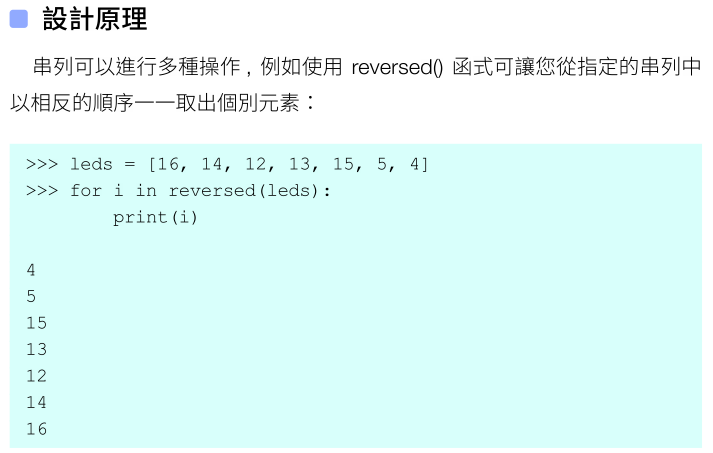 設計原理
串列可以進行多種操作，例如使用 reversed() 函式可讓您從指定的串列中
以相反的順序一一取出個別元素：
>>> leds = [16, 14, 12, 13, 15, 5, 4]
>>> for i in reversed(leds):
        print(i)
4
5
15
13
12
14
16